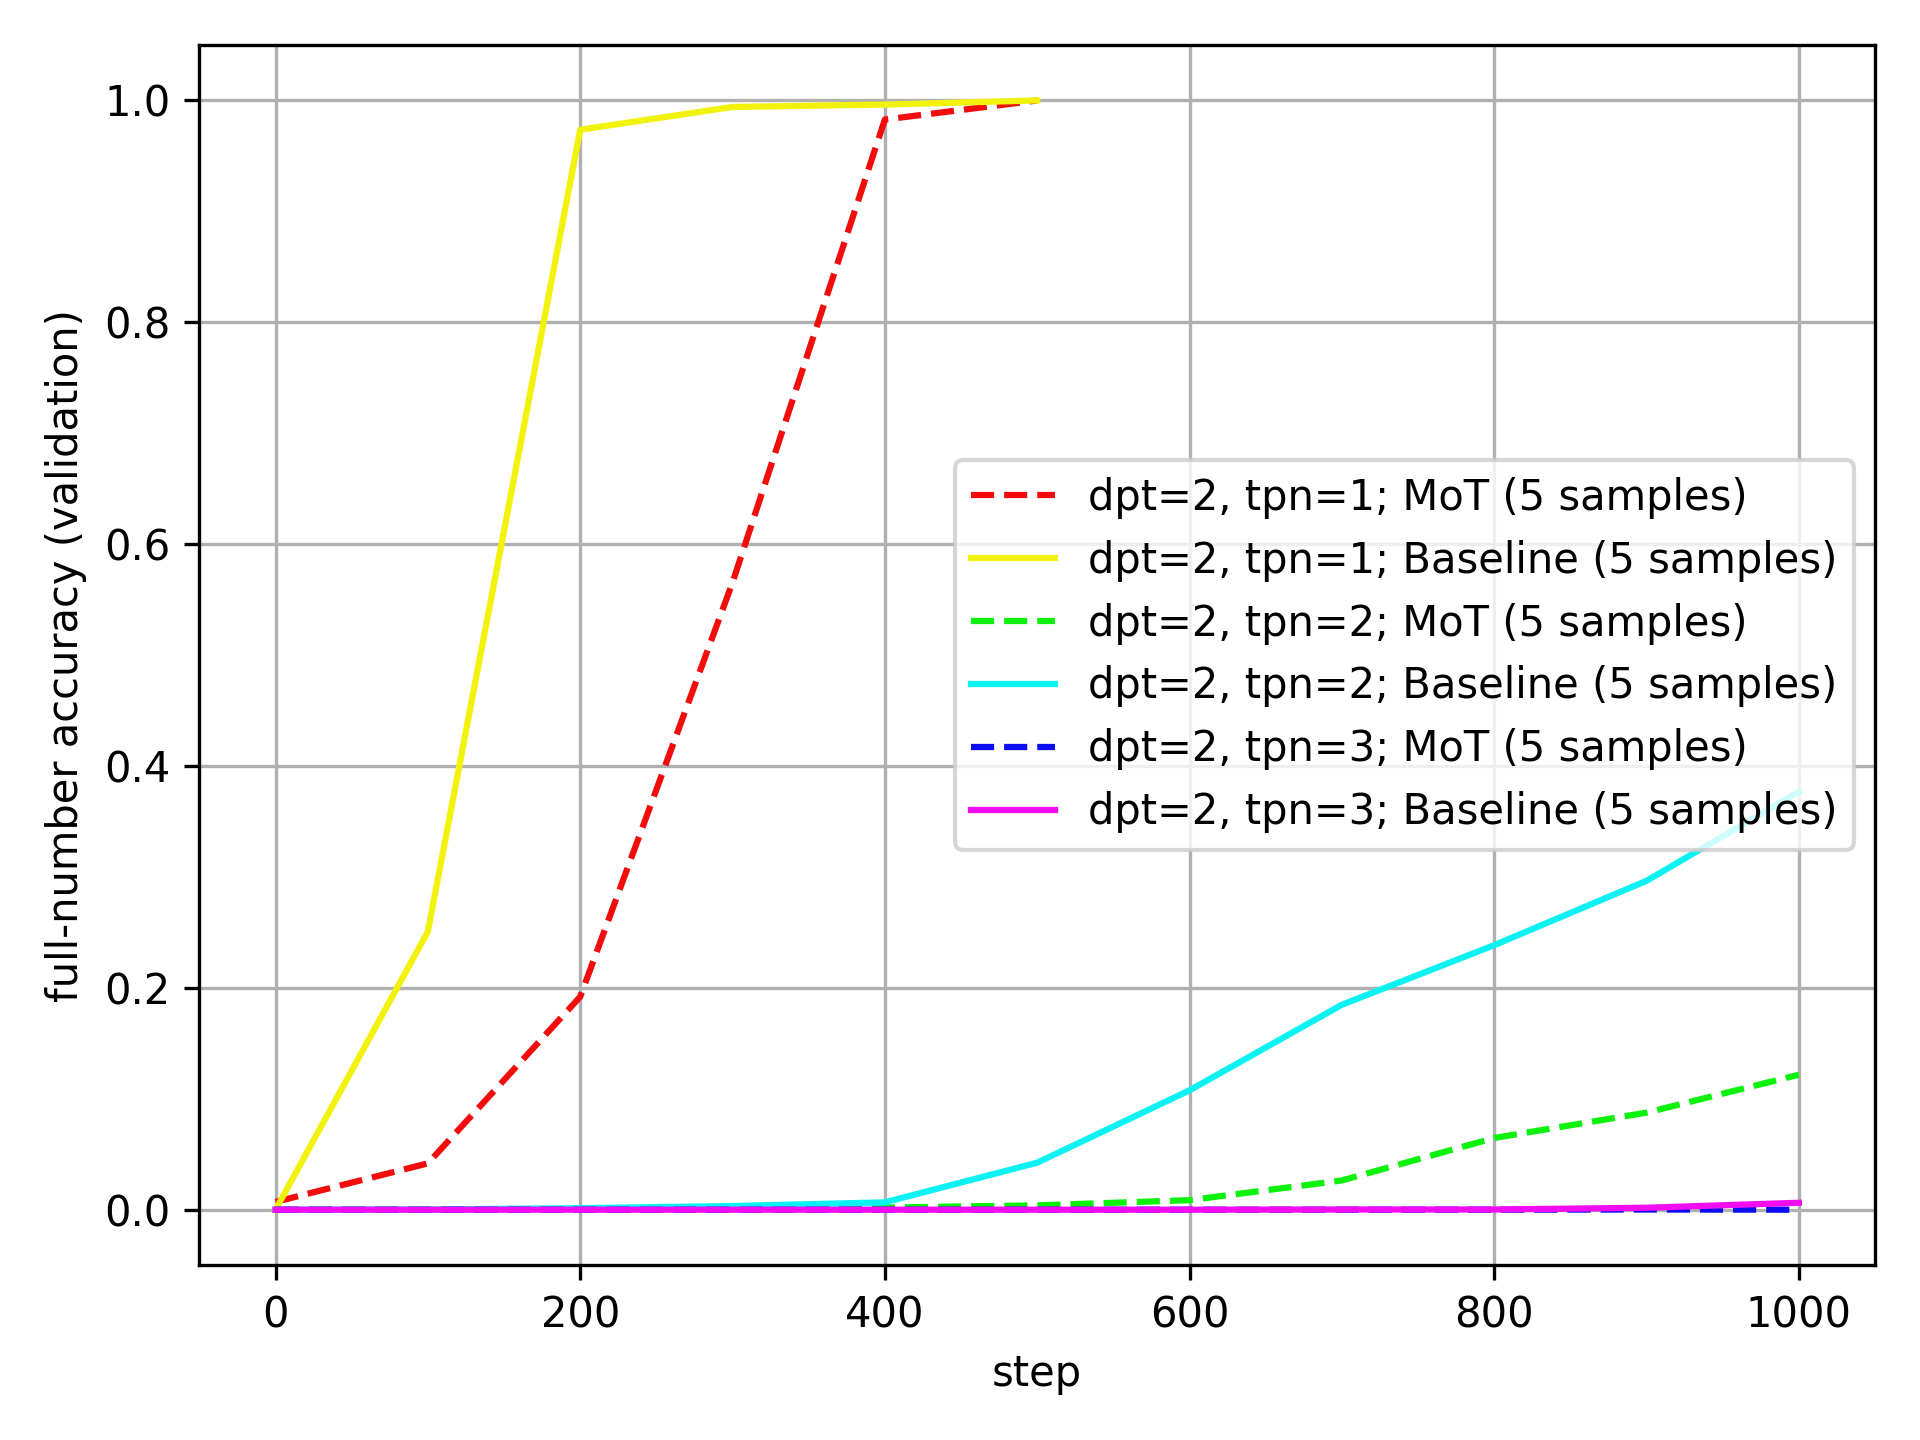 1.0
0.8
0.6
0.4
0.2
0.0
full-number accuracy (validation)
dpt=2, tpn=1; MoT (5 samples)
dpt=2, tpn=1; Baseline (5 samples)
dpt=2, tpn=2; MoT (5 samples)
dpt=2, tpn=2; Baseline (5 samples)
dpt=2, tpn=3; MoT (5 samples)
dpt=2, tpn=3; Baseline (5 samples)
0 200 400 600 800 1000
step